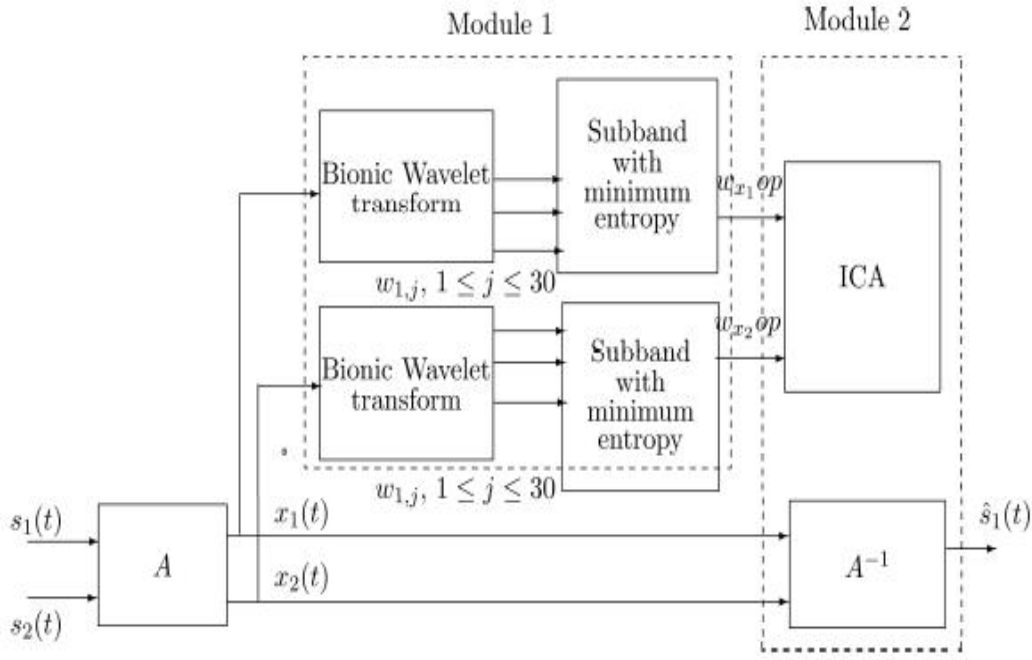 Module 1
Module 2
Bionic Wavelet
transform
Subband
with
minimum
entropy
w_{x_1}op
ICA
w_{1,j}, 1 ≤ j ≤ 30
Bionic Wavelet
transform
Subband
with
minimum
entropy
w_{x_2}op
w_{1,j}, 1 ≤ j ≤ 30
s_1(t)
s_2(t)
A
x_1(t)
x_2(t)
A^{-1}
ŝ_1(t)